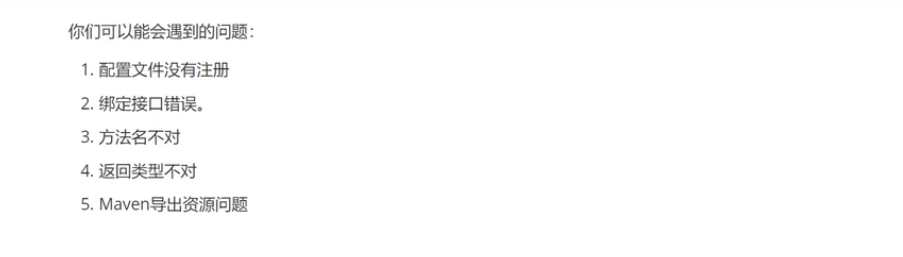 你们可以能会遇到的问题：
1. 配置文件没有注册
2. 绑定接口错误。
3. 方法名不对
4. 返回类型不对
5. Maven导出资源问题